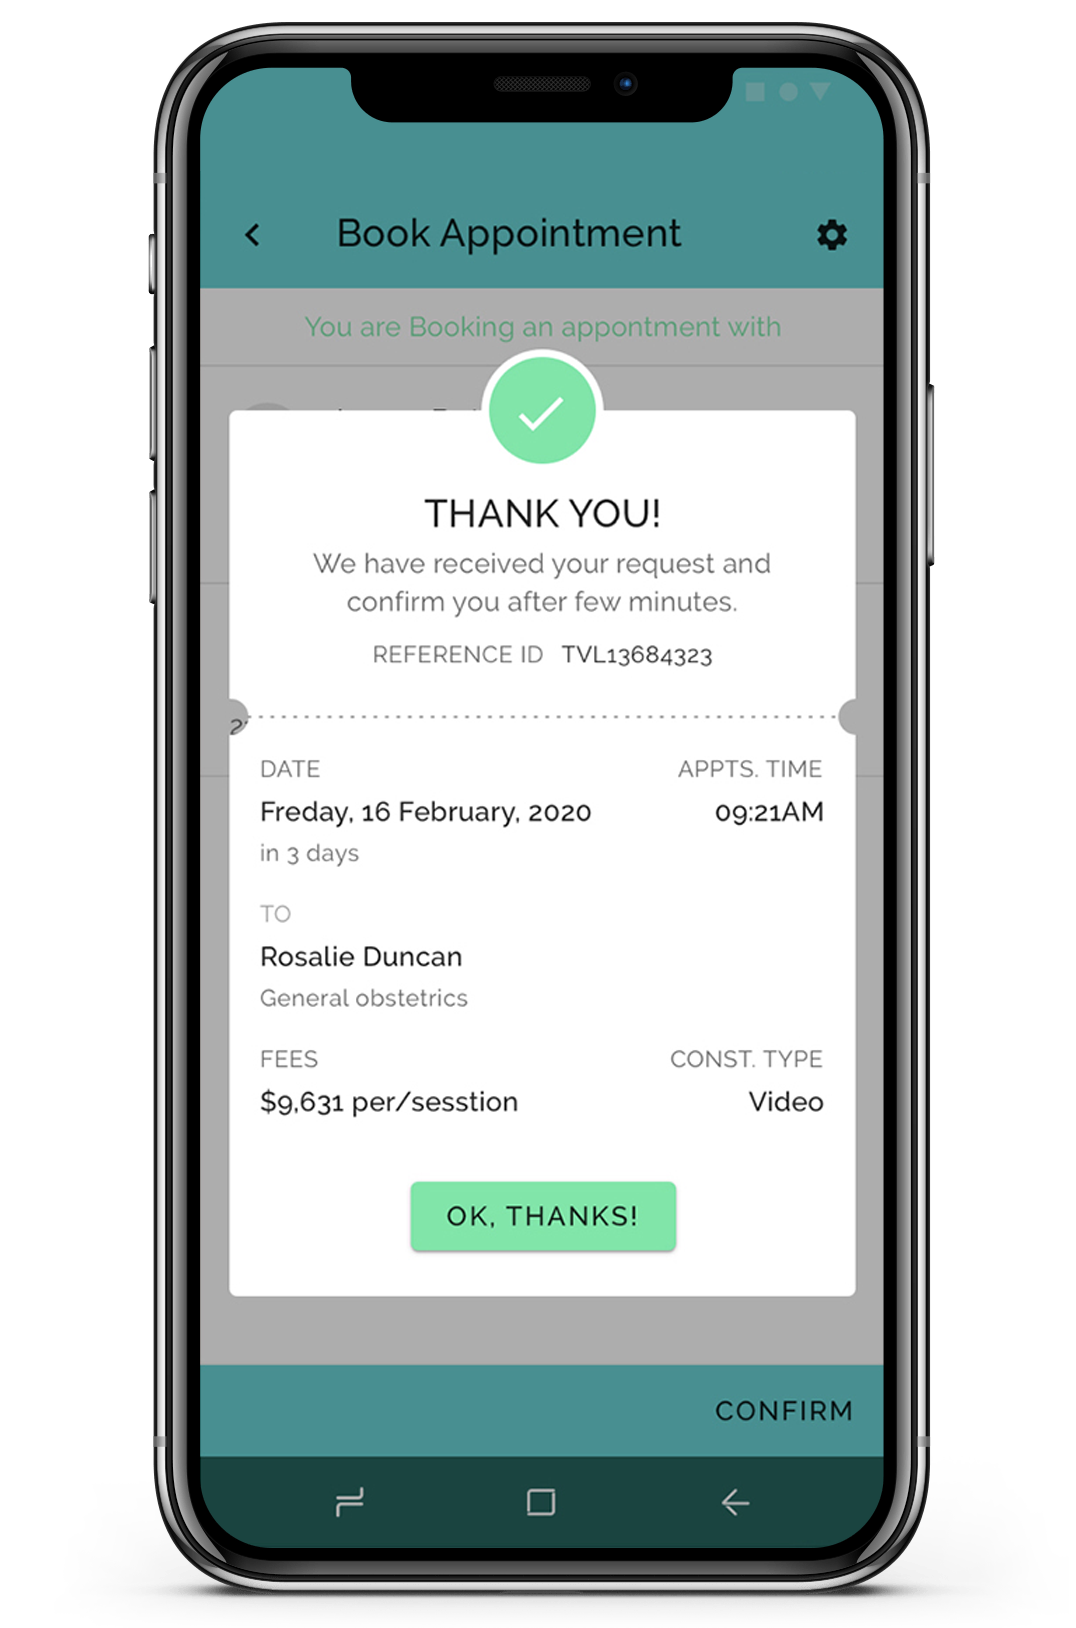 Book Appointment
You are Booking an appontment with
THANK YOU!
We have received your request and
confirm you after few minutes.
REFERENCE ID TVL13684323
DATE APPTS. TIME
Freday, 16 February, 2020 09:21AM
in 3 days
TO
Rosalie Duncan
General obstetrics
FEES CONST. TYPE
$9,631 per/sesstion Video
OK, THANKS!
CONFIRM